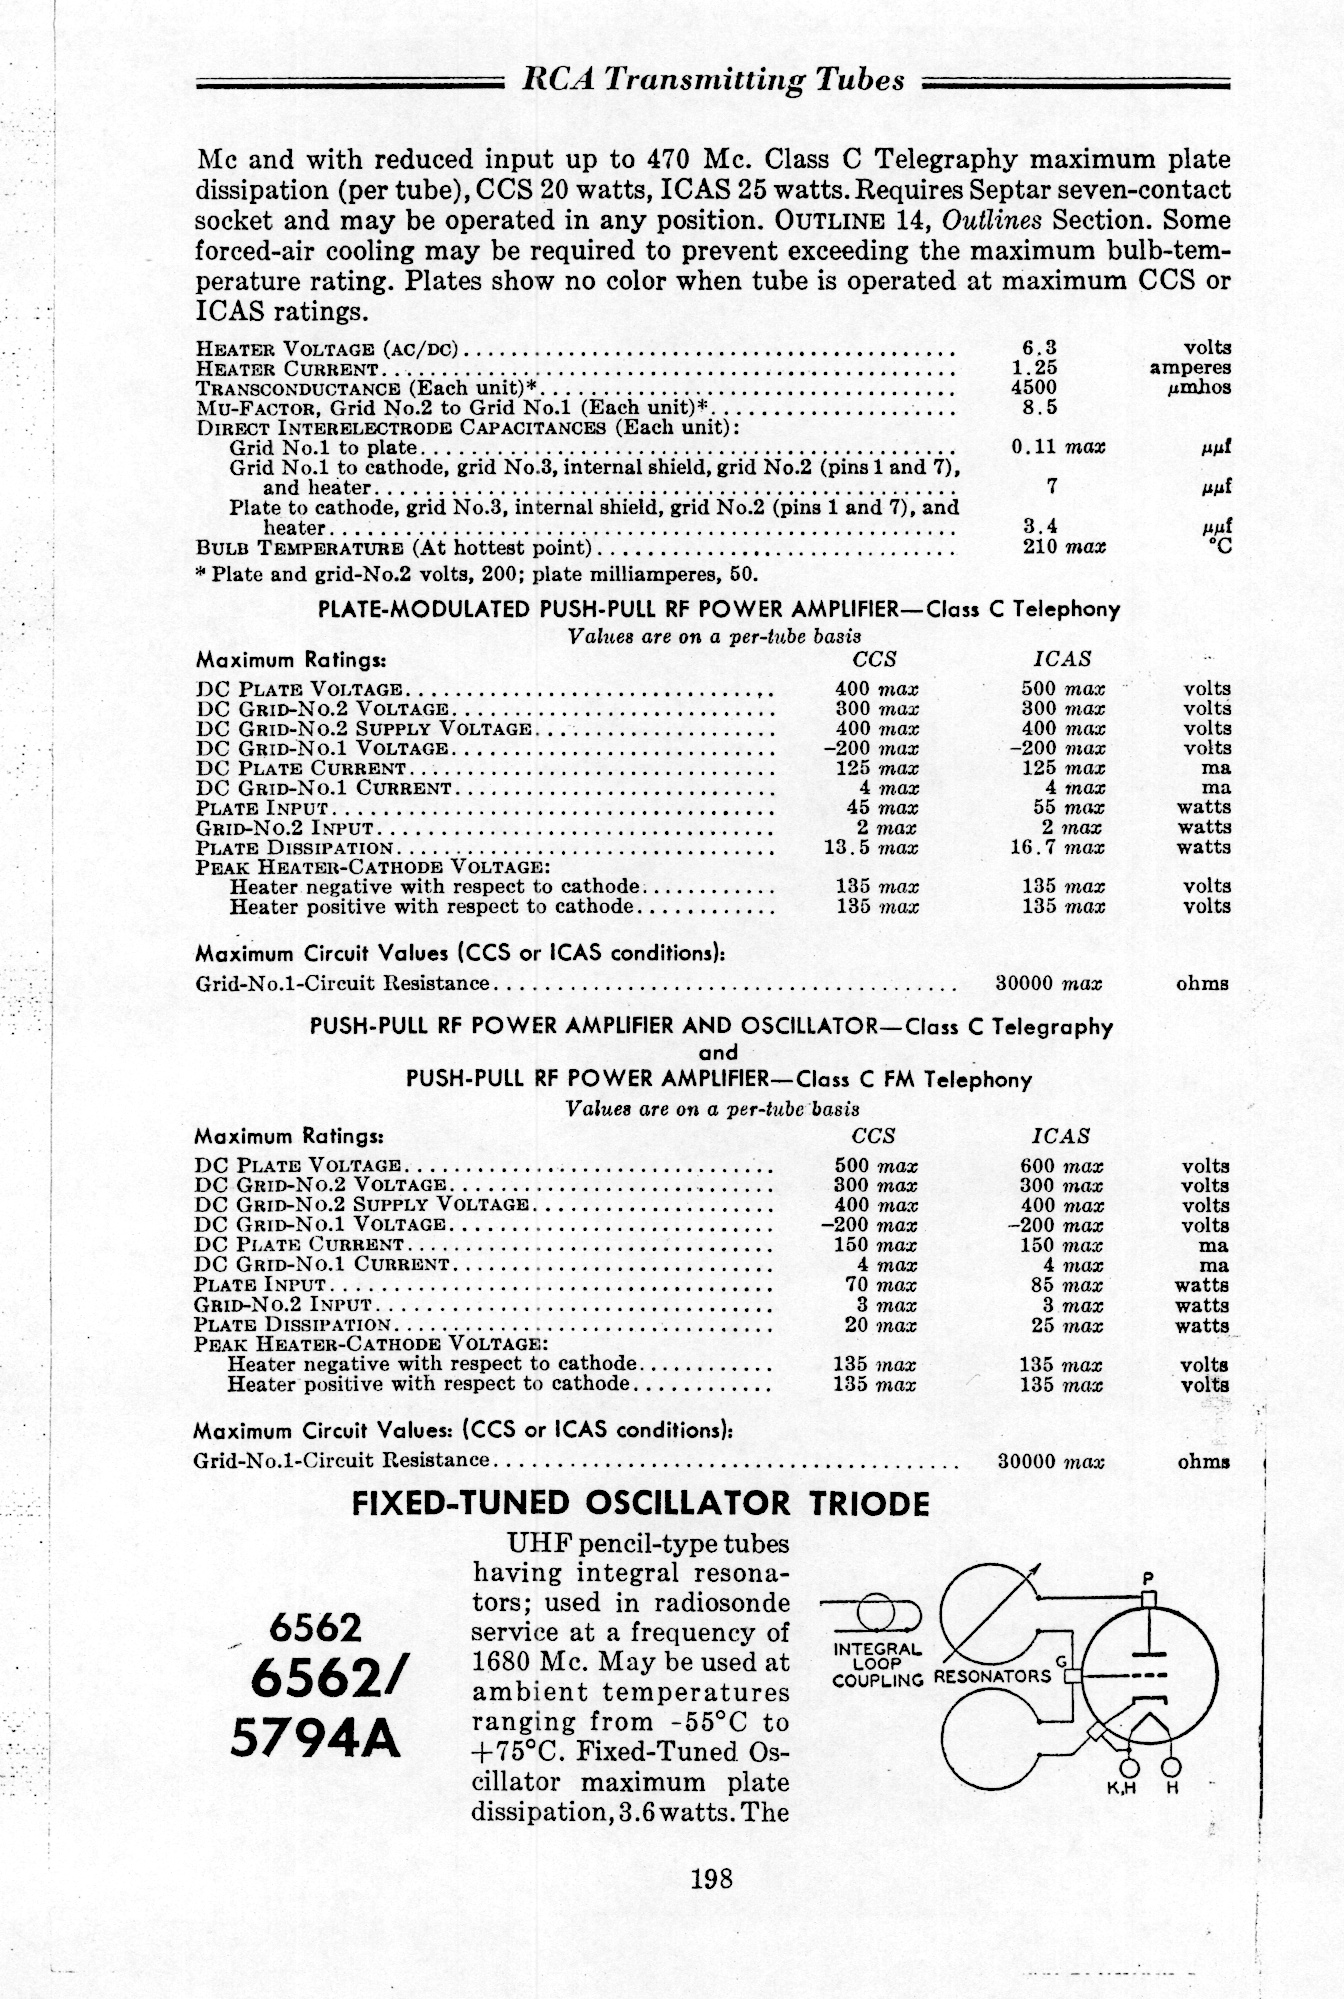 RCA Transmitting Tubes
Mc and with reduced input up to 470 Mc. Class C Telegraphy maximum plate
dissipation (per tube), CCS 20 watts, ICAS 25 watts. Requires Septar seven-contact
socket and may be operated in any position. OUTLINE 14, Outlines Section. Some
forced-air cooling may be required to prevent exceeding the maximum bulb-tem-
perature rating. Plates show no color when tube is operated at maximum CCS or
ICAS ratings.
HEATER VOLTAGE (AC/DC) 6.3 volts
HEATER CURRENT 1.25 amperes
TRANSCONDUCTANCE (Each unit)* 4500 μmhos
MU-FACTOR, Grid No.2 to Grid No.1 (Each unit)* 8.5
DIRECT INTERELECTRODE CAPACITANCES (Each unit):
Grid No.1 to plate 0.11 max μμf
Grid No.1 to cathode, grid No.3, internal shield, grid No.2 (pins 1 and 7),
and heater 7 μμf
Plate to cathode, grid No.3, internal shield, grid No.2 (pins 1 and 7), and
heater 3.4 μμf
BULB TEMPERATURE (At hottest point) 210 max °C
* Plate and grid-No.2 volts, 200; plate milliamperes, 50.
PLATE-MODULATED PUSH-PULL RF POWER AMPLIFIER—Class C Telephony
Values are on a per-tube basis
Maximum Ratings: CCS ICAS
DC PLATE VOLTAGE 400 max 500 max volts
DC GRID-NO.2 VOLTAGE 300 max 300 max volts
DC GRID-NO.2 SUPPLY VOLTAGE 400 max 400 max volts
DC GRID-NO.1 VOLTAGE -200 max -200 max volts
DC PLATE CURRENT 125 max 125 max ma
DC GRID-NO.1 CURRENT 4 max 4 max ma
PLATE INPUT 45 max 55 max watts
GRID-NO.2 INPUT 2 max 2 max watts
PLATE DISSIPATION 13.5 max 16.7 max watts
PEAK HEATER-CATHODE VOLTAGE:
Heater negative with respect to cathode 135 max 135 max volts
Heater positive with respect to cathode 135 max 135 max volts
Maximum Circuit Values (CCS or ICAS conditions):
Grid-No.1-Circuit Resistance 30000 max ohms
PUSH-PULL RF POWER AMPLIFIER AND OSCILLATOR—Class C Telegraphy
and
PUSH-PULL RF POWER AMPLIFIER—Class C FM Telephony
Values are on a per-tube basis
Maximum Ratings: CCS ICAS
DC PLATE VOLTAGE 500 max 600 max volts
DC GRID-NO.2 VOLTAGE 300 max 300 max volts
DC GRID-NO.2 SUPPLY VOLTAGE 400 max 400 max volts
DC GRID-NO.1 VOLTAGE -200 max -200 max volts
DC PLATE CURRENT 150 max 150 max ma
DC GRID-NO.1 CURRENT 4 max 4 max ma
PLATE INPUT 70 max 85 max watts
GRID-NO.2 INPUT 3 max 3 max watts
PLATE DISSIPATION 20 max 25 max watts
PEAK HEATER-CATHODE VOLTAGE:
Heater negative with respect to cathode 135 max 135 max volts
Heater positive with respect to cathode 135 max 135 max volts
Maximum Circuit Values: (CCS or ICAS conditions):
Grid-No.1-Circuit Resistance 30000 max ohms
FIXED-TUNED OSCILLATOR TRIODE
6562
6562/
5794A
UHF pencil-type tubes
having integral resona-
tors; used in radiosonde
service at a frequency of
1680 Mc. May be used at
ambient temperatures
ranging from -55°C to
+75°C. Fixed-Tuned Os-
cillator maximum plate
dissipation, 3.6 watts. The
P
INTEGRAL
LOOP
COUPLING
RESONATORS
G
K,H H
198